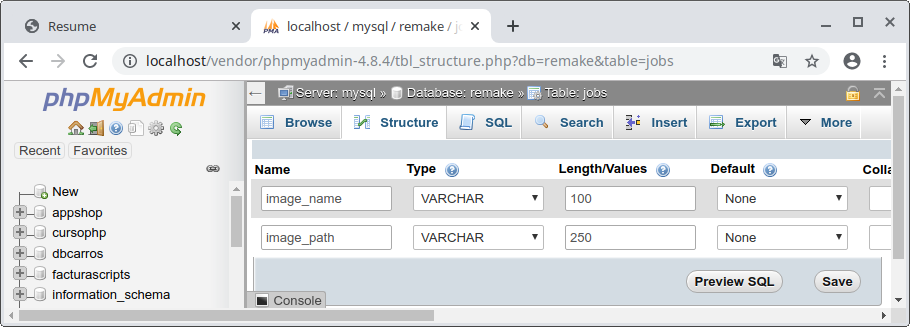 Resume
localhost / mysql / remake / jo
localhost/vendor/phpmyadmin-4.8.4/tbl_structure.php?db=remake&table=jobs
phpMyAdmin
Recent Favorites
New
appshop
cursophp
dbcarros
facturascripts
information_schema
Server: mysql » Database: remake » Table: jobs
Browse Structure SQL Search Insert Export More
Name Type Length/Values Default Colla
image_name VARCHAR 100 None
image_path VARCHAR 250 None
Preview SQL Save
Console